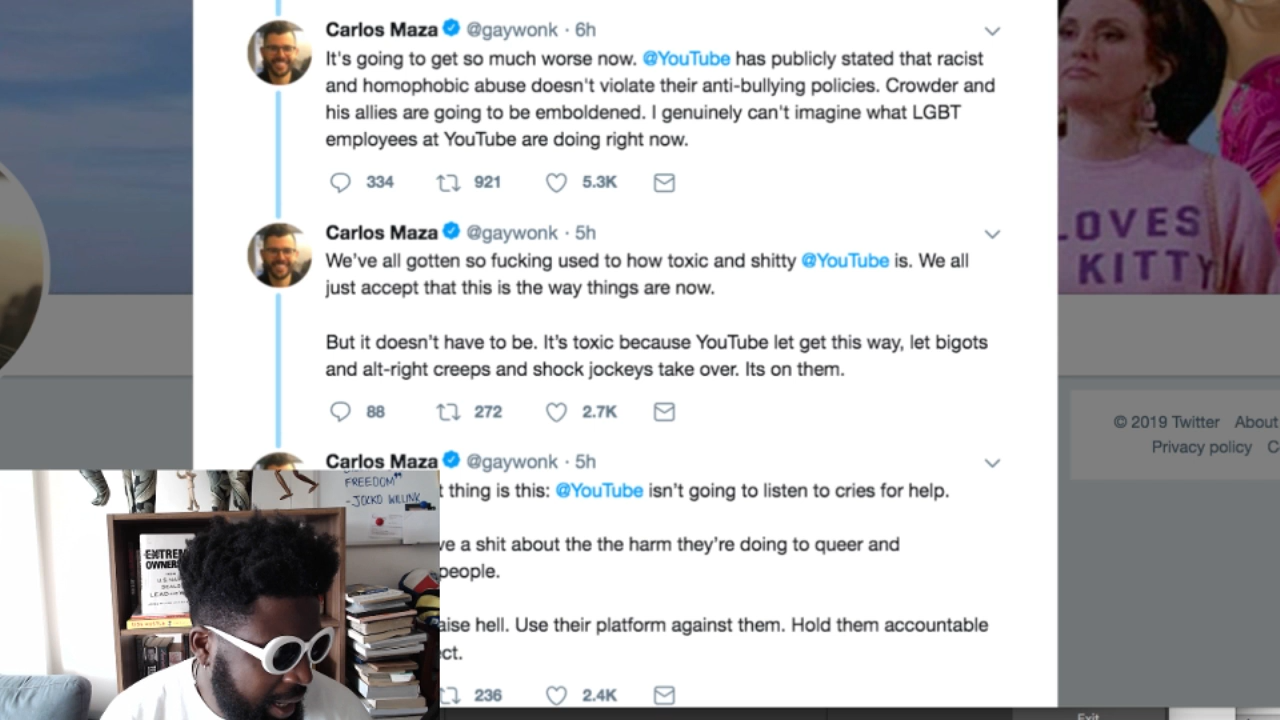 Carlos Maza @gaywonk · 6h
It's going to get so much worse now. @YouTube has publicly stated that racist
and homophobic abuse doesn't violate their anti-bullying policies. Crowder and
his allies are going to be emboldened. I genuinely can't imagine what LGBT
employees at YouTube are doing right now.
334 921 5.3K
Carlos Maza @gaywonk · 5h
We've all gotten so fucking used to how toxic and shitty @YouTube is. We all
just accept that this is the way things are now.
But it doesn't have to be. It's toxic because YouTube let get this way, let bigots
and alt-right creeps and shock jockeys take over. Its on them.
88 272 2.7K
Carlos Maza @gaywonk · 5h
thing is this: @YouTube isn't going to listen to cries for help.
a shit about the the harm they're doing to queer and
people.
hell. Use their platform against them. Hold them accountable
236 2.4K
LOVES
KITTY
© 2019 Twitter About
Privacy policy
Exit
FREEDOM"
-JOCKO WILLINK
EXTREM
OWNER